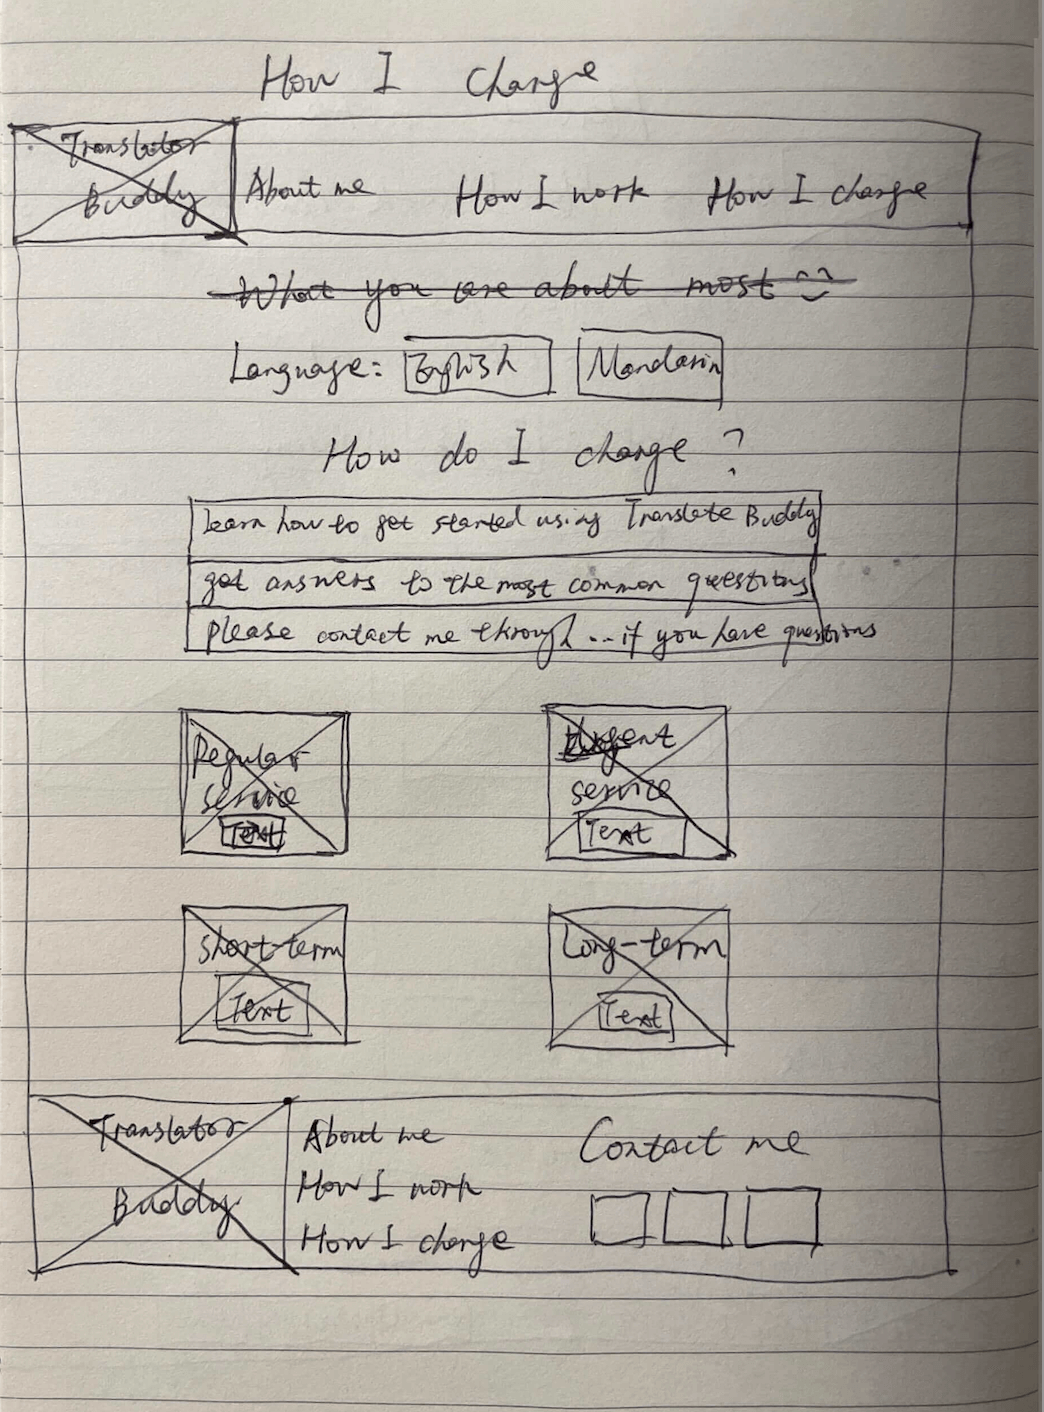 How I charge
Translator
Buddy
About me How I work How I charge
What you are about most
Language: English Mandarin
How do I charge ?
learn how to get started using Translate Buddy
get answers to the most common questions
please contact me through ... if you have questions
Regular
service
Text
Urgent
service
Text
Short-term
Text
Long-term
Text
Translator
Buddy
About me
How I work
How I charge
Contact me